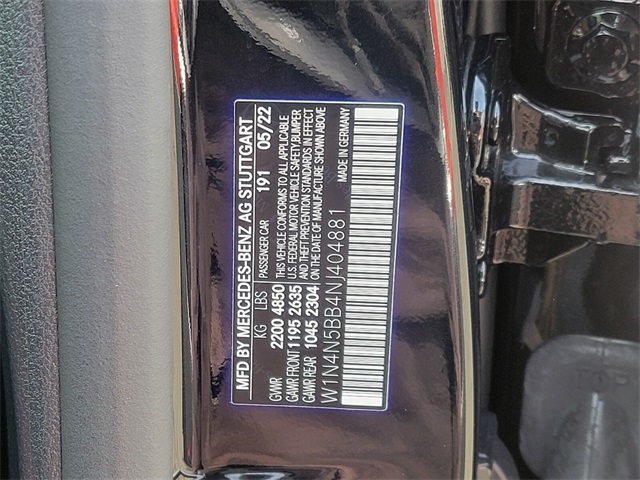 MFD BY MERCEDES-BENZ AG STUTTGART
KG LBS PASSENGER CAR 191 05/22
GVWR 2200 4850 THIS VEHICLE CONFORMS TO ALL APPLICABLE
GAWR FRONT 1195 2635 U.S. FEDERAL MOTOR VEHICLE SAFETY, BUMPER
AND THEFT PREVENTION STANDARDS IN EFFECT
GAWR REAR 1045 2304 ON THE DATE OF MANUFACTURE SHOWN ABOVE
W1N4N5BB4NJ404881 MADE IN GERMANY